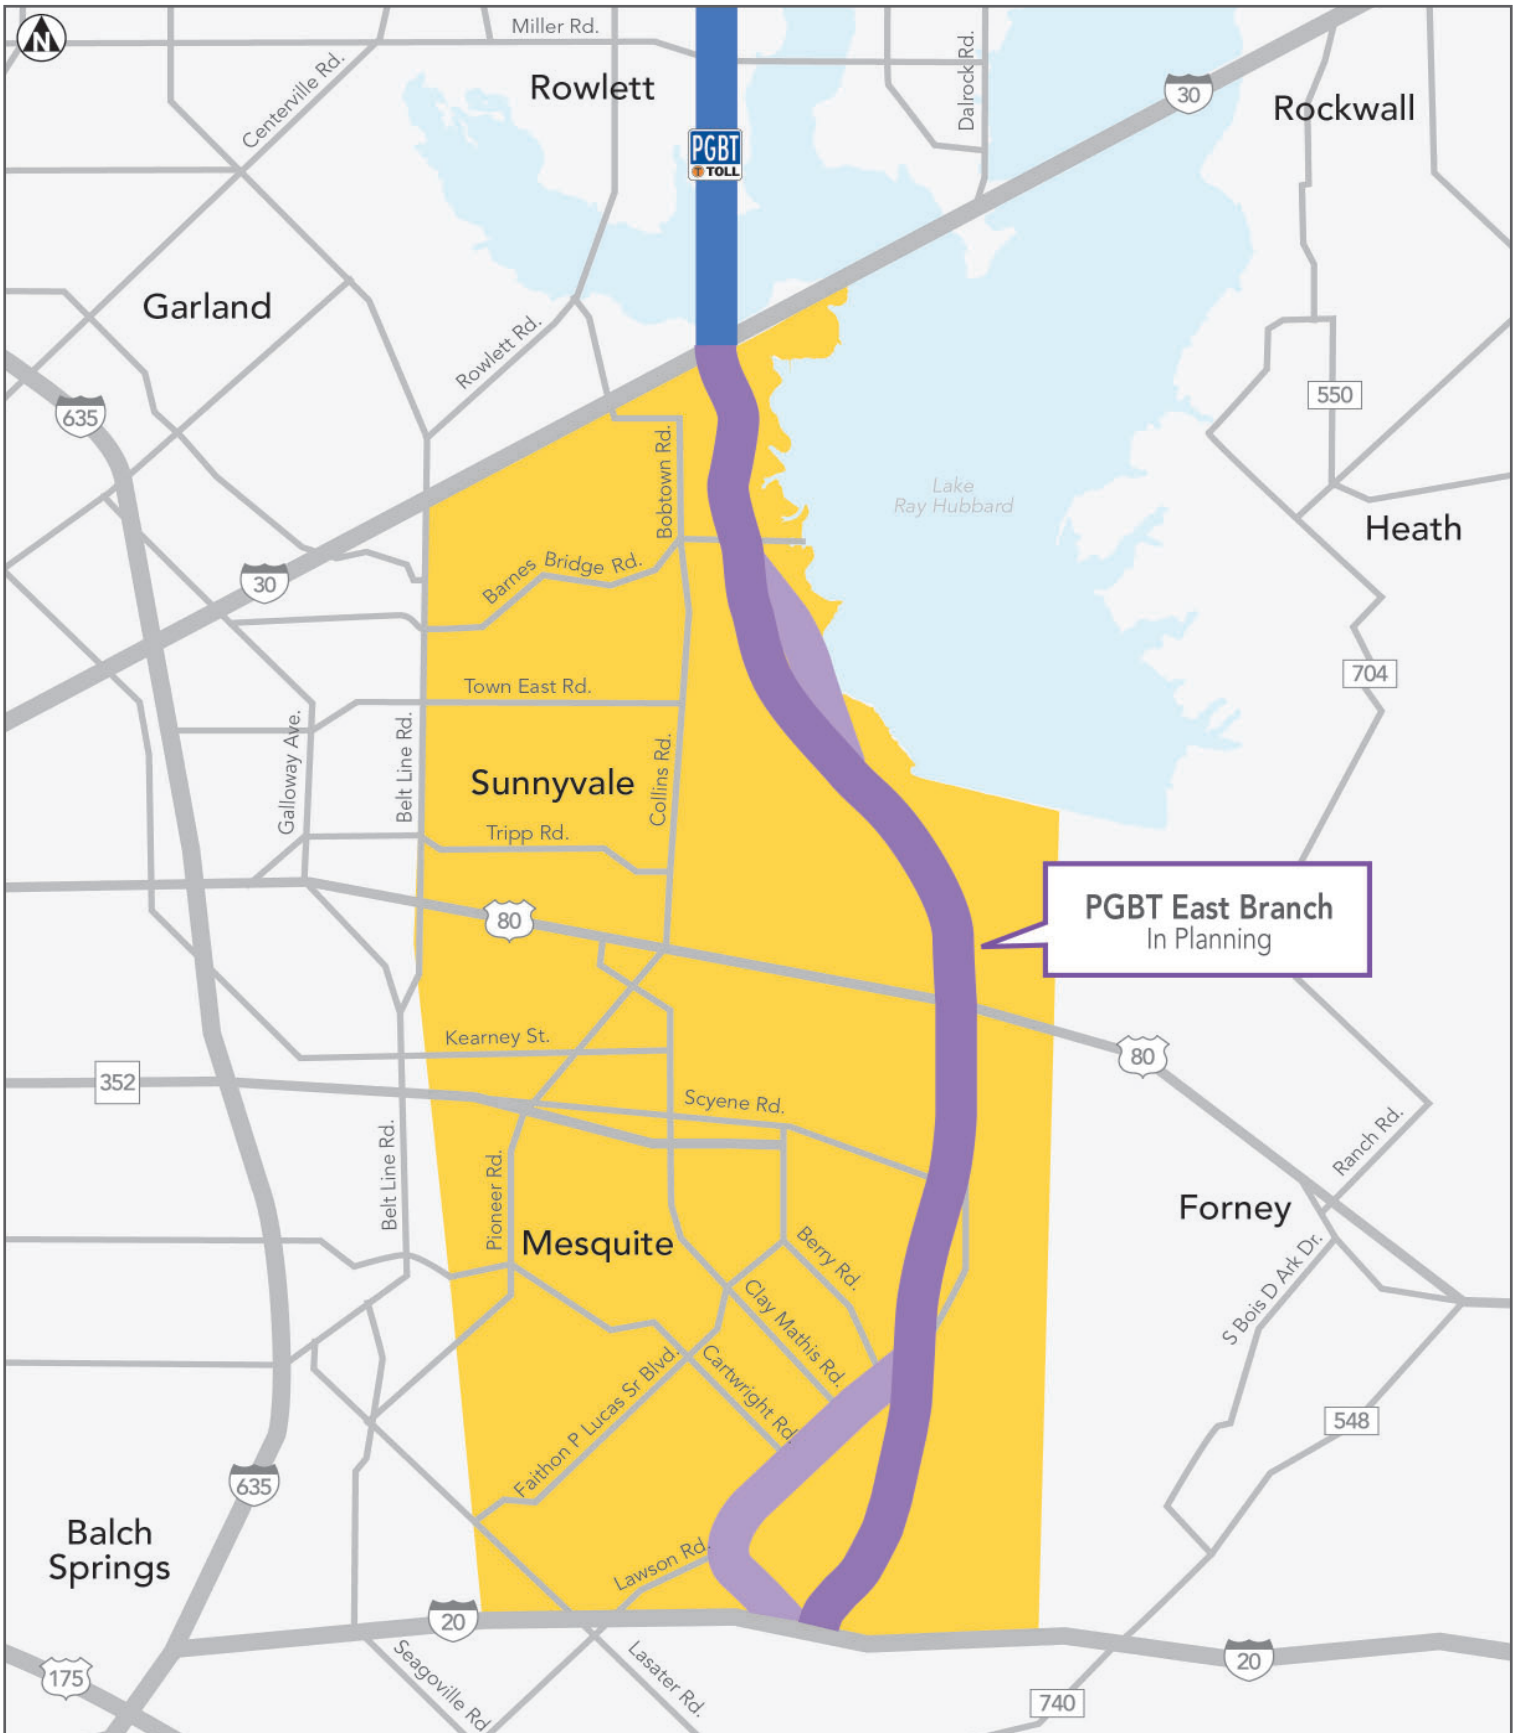 N
Miller Rd.
Centerville Rd.
Rowlett
Dalrock Rd.
30
Rockwall
PGBT
T TOLL
Garland
Rowlett Rd.
635
550
Bobtown Rd.
Lake
Ray Hubbard
Heath
30
Barnes Bridge Rd.
Town East Rd.
704
Galloway Ave.
Belt Line Rd.
Sunnyvale
Collins Rd.
Tripp Rd.
80
PGBT East Branch
In Planning
Kearney St.
80
352
Scyene Rd.
Ranch Rd.
Belt Line Rd.
Pioneer Rd.
Mesquite
Forney
Berry Rd.
S Bois D Ark Dr.
Clay Mathis Rd.
Cartwright Rd.
Faithon P Lucas Sr Blvd.
548
635
Balch
Springs
Lawson Rd.
20
20
175
Seagoville Rd
Lasater Rd.
740